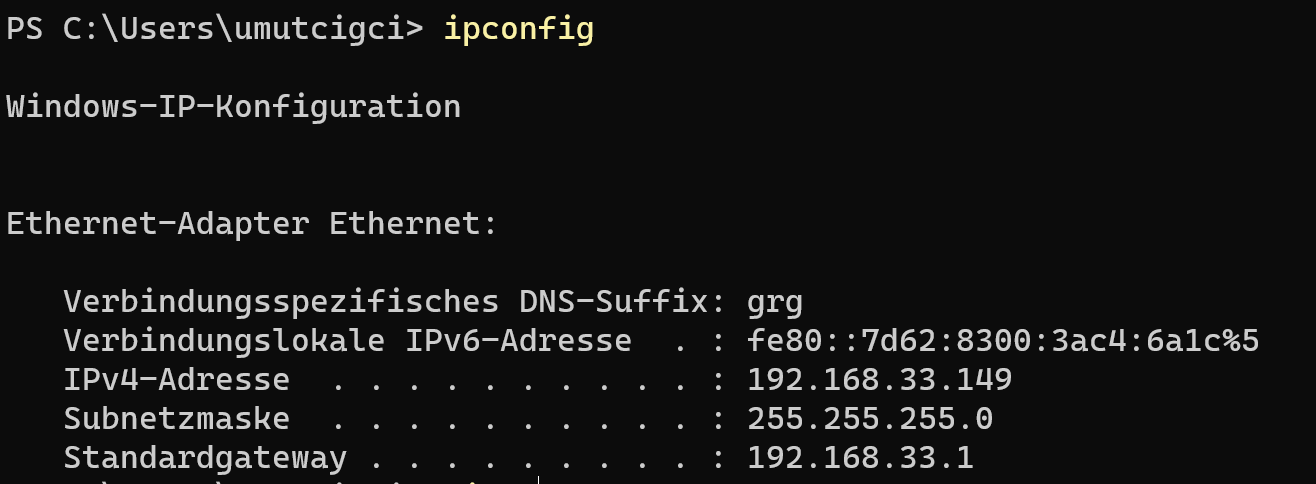 PS C:\Users\umutcigci> ipconfig
Windows-IP-Konfiguration
Ethernet-Adapter Ethernet:
Verbindungsspezifisches DNS-Suffix: grg
Verbindungslokale IPv6-Adresse  . : fe80::7d62:8300:3ac4:6a1c%5
IPv4-Adresse  . . . . . . . . . . : 192.168.33.149
Subnetzmaske  . . . . . . . . . . : 255.255.255.0
Standardgateway . . . . . . . . . : 192.168.33.1